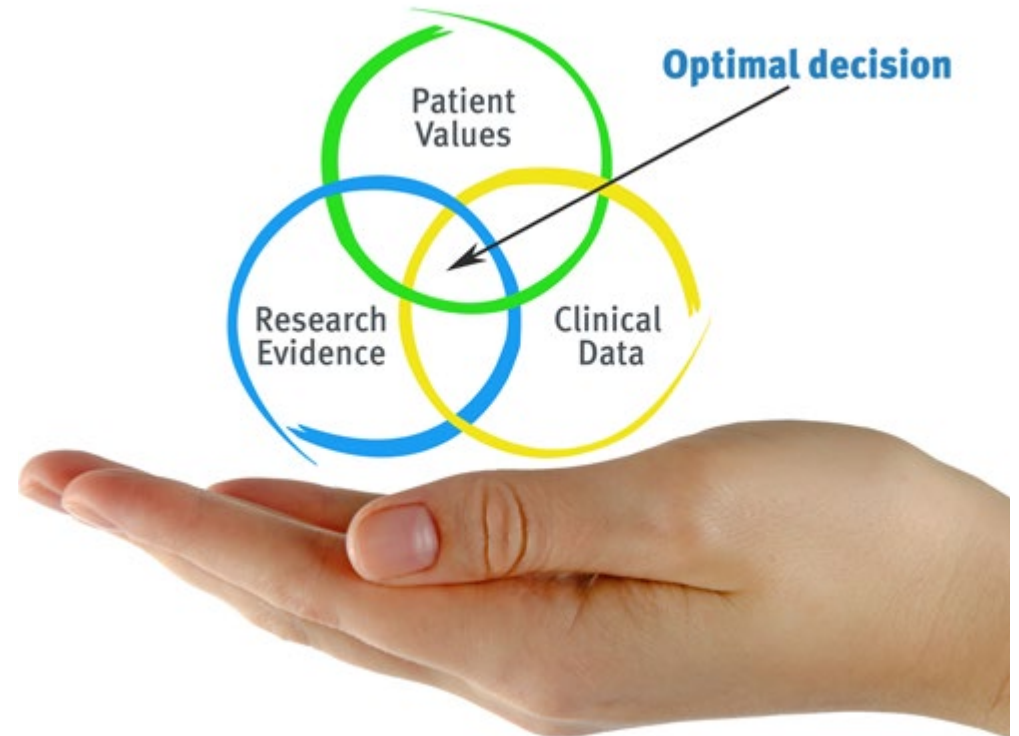 Optimal decision
Patient
Values
Research
Evidence
Clinical
Data